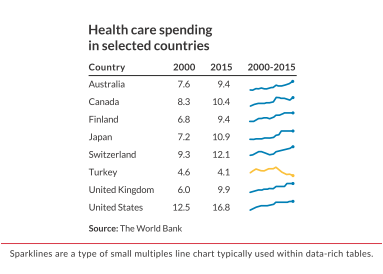 Health care spending
in selected countries
Country 2000 2015 2000-2015
Australia 7.6 9.4
Canada 8.3 10.4
Finland 6.8 9.4
Japan 7.2 10.9
Switzerland 9.3 12.1
Turkey 4.6 4.1
United Kingdom 6.0 9.9
United States 12.5 16.8
Source: The World Bank
Sparklines are a type of small multiples line chart typically used within data-rich tables.